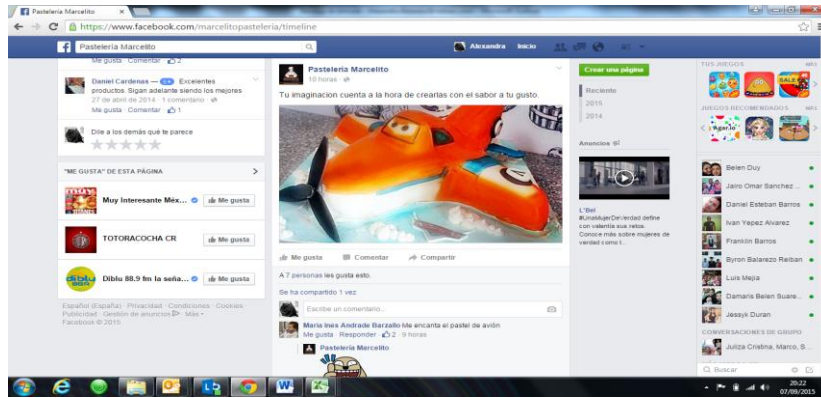 Pastelería Marcelito
https://www.facebook.com/marcelitopasteleria/timeline
Pastelería Marcelito
Alexandra Inicio
Me gusta · Comentar · 2
Daniel Cardenas — Excelentes
productos. Sigan adelante siendo los mejores
27 de abril de 2014 · 1 comentario
Me gusta · Comentar · 1
Dile a los demás qué te parece
"ME GUSTA" DE ESTA PÁGINA
Muy Interesante Méx... Me gusta
TOTORACOCHA CR Me gusta
Diblu 88.9 fm la seña... Me gusta
Español (España) · Privacidad · Condiciones · Cookies ·
Publicidad · Gestión de anuncios · Más
Facebook © 2015
Pastelería Marcelito
10 horas
Tu imaginacion cuenta a la hora de crearlas con el sabor a tu gusto.
Me gusta Comentar Compartir
A 7 personas les gusta esto.
Se ha compartido 1 vez
Escribe un comentario...
Maria Ines Andrade Barzallo Me encanta el pastel de avión
Me gusta · Responder · 2 · 9 horas
Pastelería Marcelito
Crear una página
Reciente
2015
2014
Anuncios
L'Bel
#UnaMujerDeVerdad define
con valentía sus retos.
Conoce más sobre mujeres de
verdad como l...
TUS JUEGOS MÁS
SALE
JUEGOS RECOMENDADOS MÁS
Agar.io
Belen Duy
Jairo Omar Sanchez...
Daniel Esteban Barros
Ivan Yepez Alvarez
Franklin Barros
Byron Balarezo Reiban
Luis Mejia
Damaris Belen Suare...
Jessyk Duran
CONVERSACIONES DE GRUPO
Juliza Cristina, Marco, S...
Buscar
20:22
07/09/2015